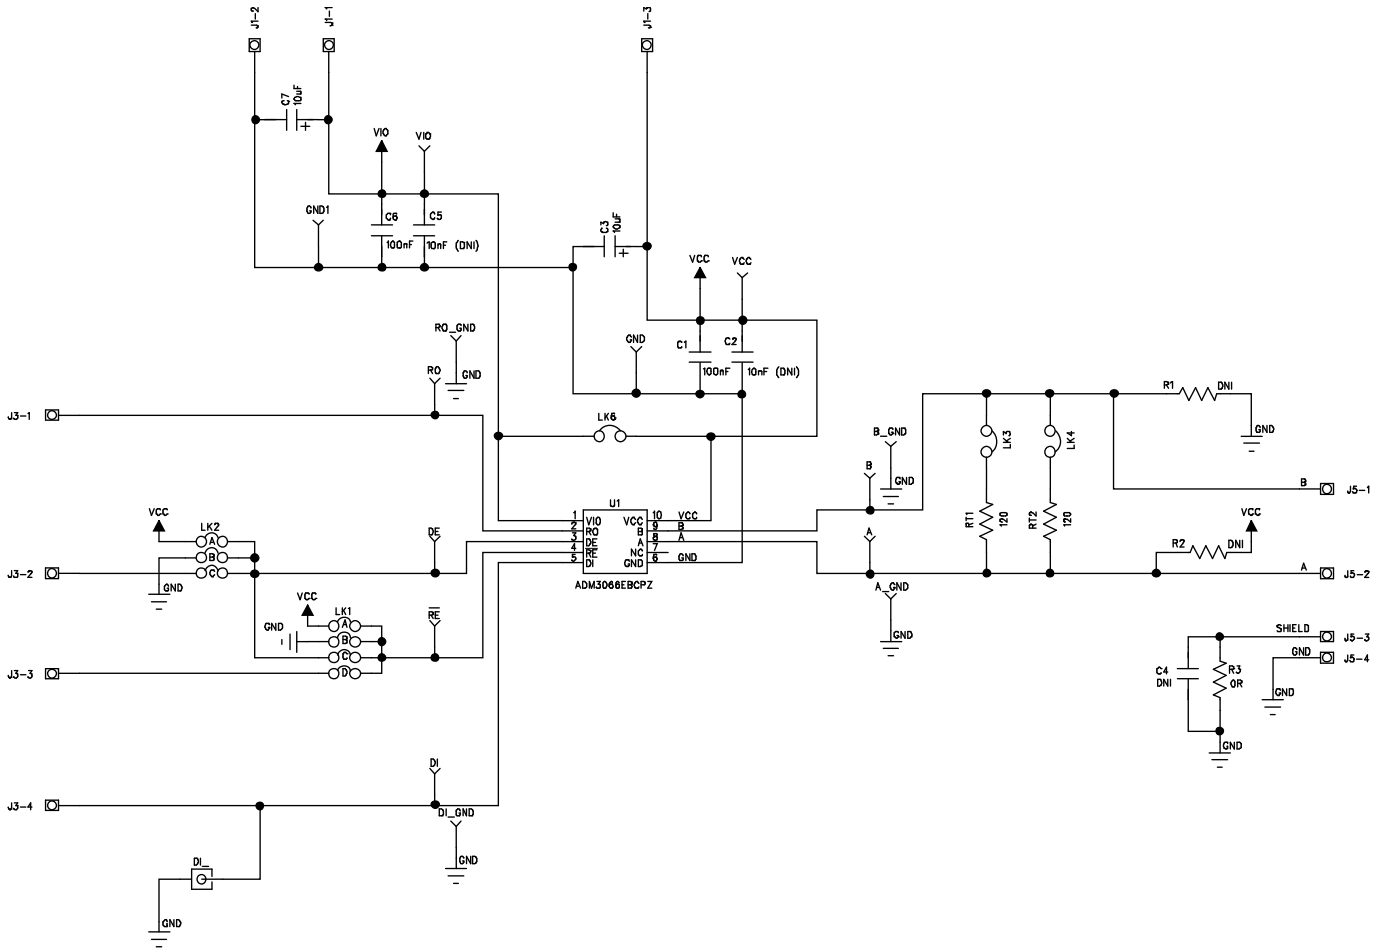 J1-2
J1-1
J1-3
C7
10uF
VIO
VIO
GND1
C6
C5
100nF
10nF (DNI)
C3
10uF
VCC
VCC
RO_GND
GND
RO
GND
C1
C2
100nF
10nF (DNI)
J3-1
LK6
R1
DNI
GND
B_GND
GND
B
LK3
LK4
B
J5-1
U1
1
2
3
4
5
VIO
RO
DE
RE
DI
VCC
B
A
NC
GND
10
9
8
7
6
VCC
B
A
GND
ADM3066EBCPZ
RT1
120
RT2
120
VCC
R2
DNI
A
A
J5-2
VCC
LK2
A
B
C
GND
J3-2
DE
A_GND
GND
VCC
LK1
GND
A
B
C
D
RE
J3-3
SHIELD
J5-3
GND
J5-4
C4
DNI
R3
0R
GND
GND
J3-4
DI
DI_GND
GND
DI_
GND